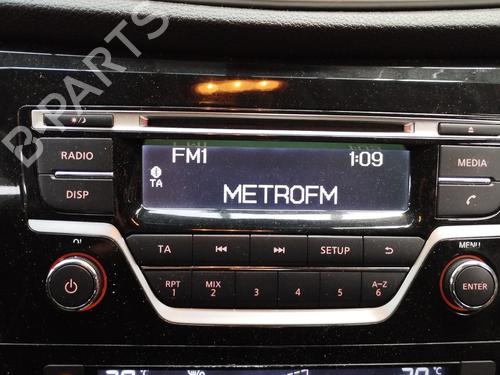 B-PARTS
FM1 1:09
TA
METROFM
RADIO
DISP
MEDIA
TA SETUP
RPT 1 MIX 2 3 4 5 A-Z 6
MENU
ENTER